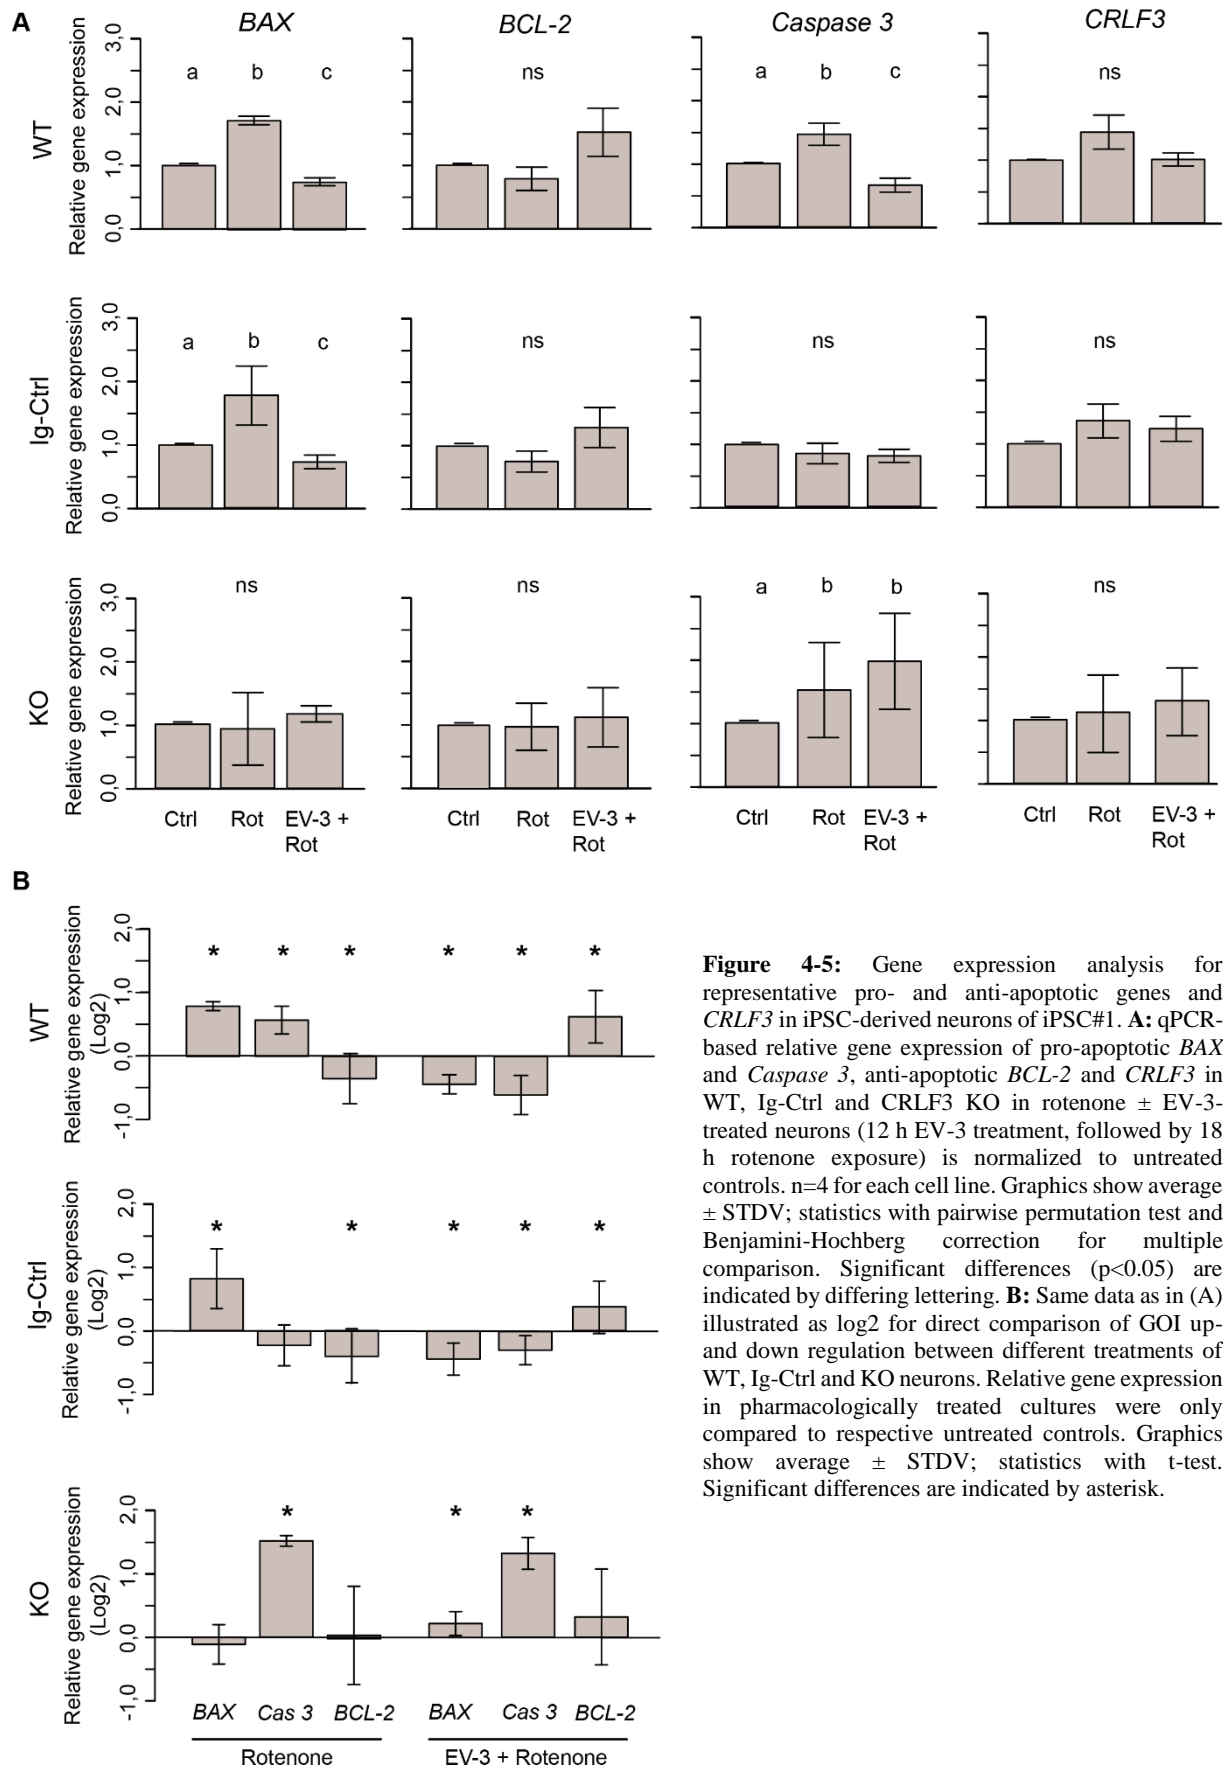 A
BAX
BCL-2
Caspase 3
CRLF3
WT
Relative gene expression
3,0
2,0
1,0
0,0
a
b
c
ns
a
b
c
ns
Ig-Ctrl
Relative gene expression
3,0
2,0
1,0
0,0
a
b
c
ns
ns
ns
KO
Relative gene expression
3,0
2,0
1,0
0,0
ns
ns
a
b
b
ns
Ctrl
Rot
EV-3 +
Rot
Ctrl
Rot
EV-3 +
Rot
Ctrl
Rot
EV-3 +
Rot
Ctrl
Rot
EV-3 +
Rot
B
WT
Relative gene expression
(Log2)
2,0
1,0
0,0
-1,0
* * * * * *
Ig-Ctrl
Relative gene expression
(Log2)
2,0
1,0
0,0
-1,0
* * * * *
KO
Relative gene expression
(Log2)
2,0
1,0
0,0
-1,0
* * *
BAX
Cas 3
BCL-2
BAX
Cas 3
BCL-2
Rotenone
EV-3 + Rotenone
Figure 4-5: Gene expression analysis for
representative pro- and anti-apoptotic genes and
CRLF3 in iPSC-derived neurons of iPSC#1. A: qPCR-
based relative gene expression of pro-apoptotic BAX
and Caspase 3, anti-apoptotic BCL-2 and CRLF3 in
WT, Ig-Ctrl and CRLF3 KO in rotenone ± EV-3-
treated neurons (12 h EV-3 treatment, followed by 18
h rotenone exposure) is normalized to untreated
controls. n=4 for each cell line. Graphics show average
± STDV; statistics with pairwise permutation test and
Benjamini-Hochberg correction for multiple
comparison. Significant differences (p<0.05) are
indicated by differing lettering. B: Same data as in (A)
illustrated as log2 for direct comparison of GOI up-
and down regulation between different treatments of
WT, Ig-Ctrl and KO neurons. Relative gene expression
in pharmacologically treated cultures were only
compared to respective untreated controls. Graphics
show average ± STDV; statistics with t-test.
Significant differences are indicated by asterisk.